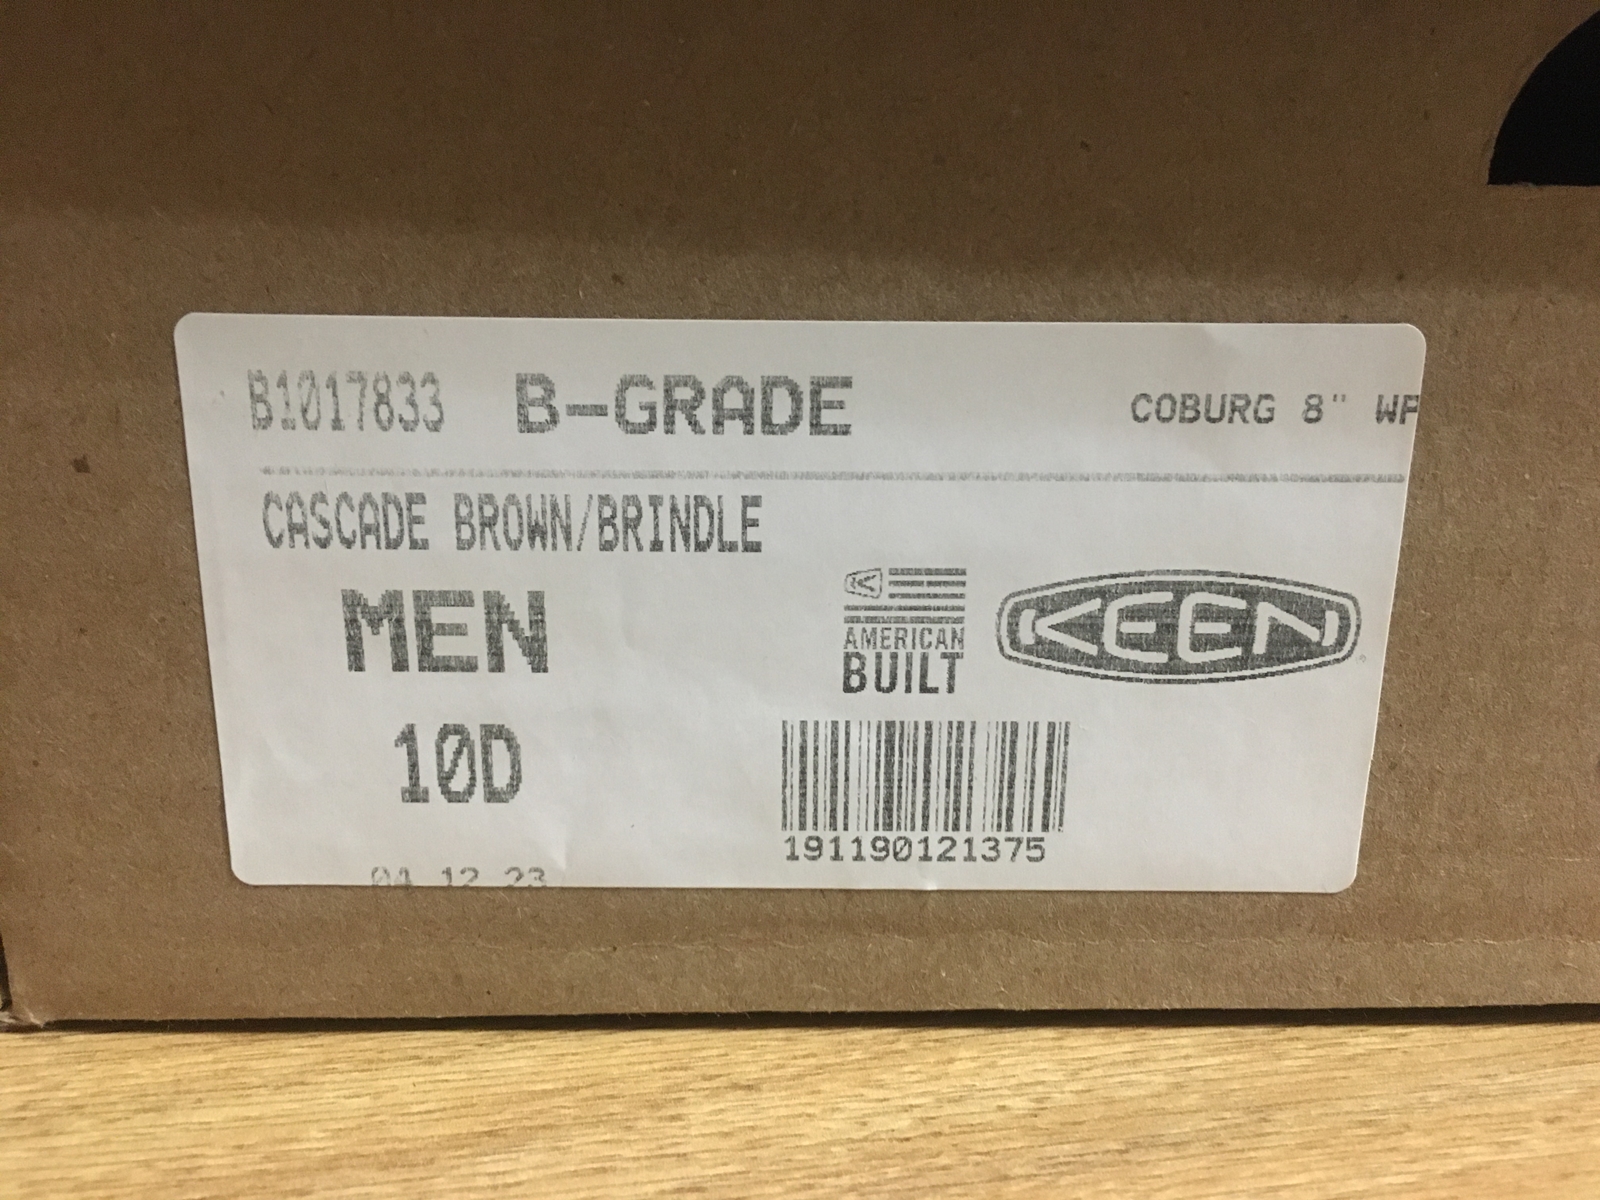 B1017833 B-GRADE COBURG 8" WP
CASCADE BROWN/BRINDLE
MEN
AMERICAN
BUILT
KEEN
10D
191190121375
04 12 23